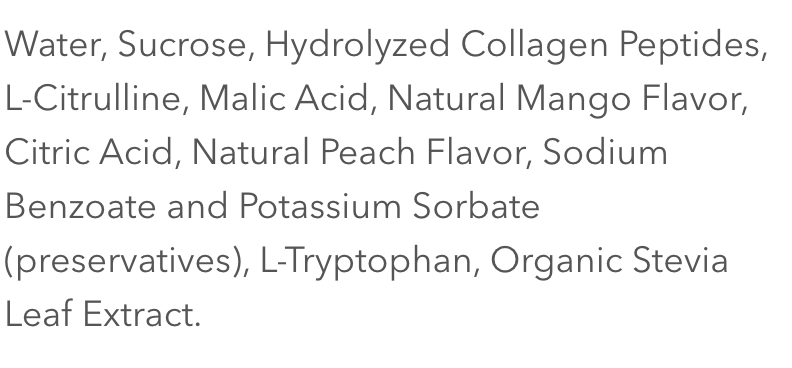 Water, Sucrose, Hydrolyzed Collagen Peptides,
L-Citrulline, Malic Acid, Natural Mango Flavor,
Citric Acid, Natural Peach Flavor, Sodium
Benzoate and Potassium Sorbate
(preservatives), L-Tryptophan, Organic Stevia
Leaf Extract.